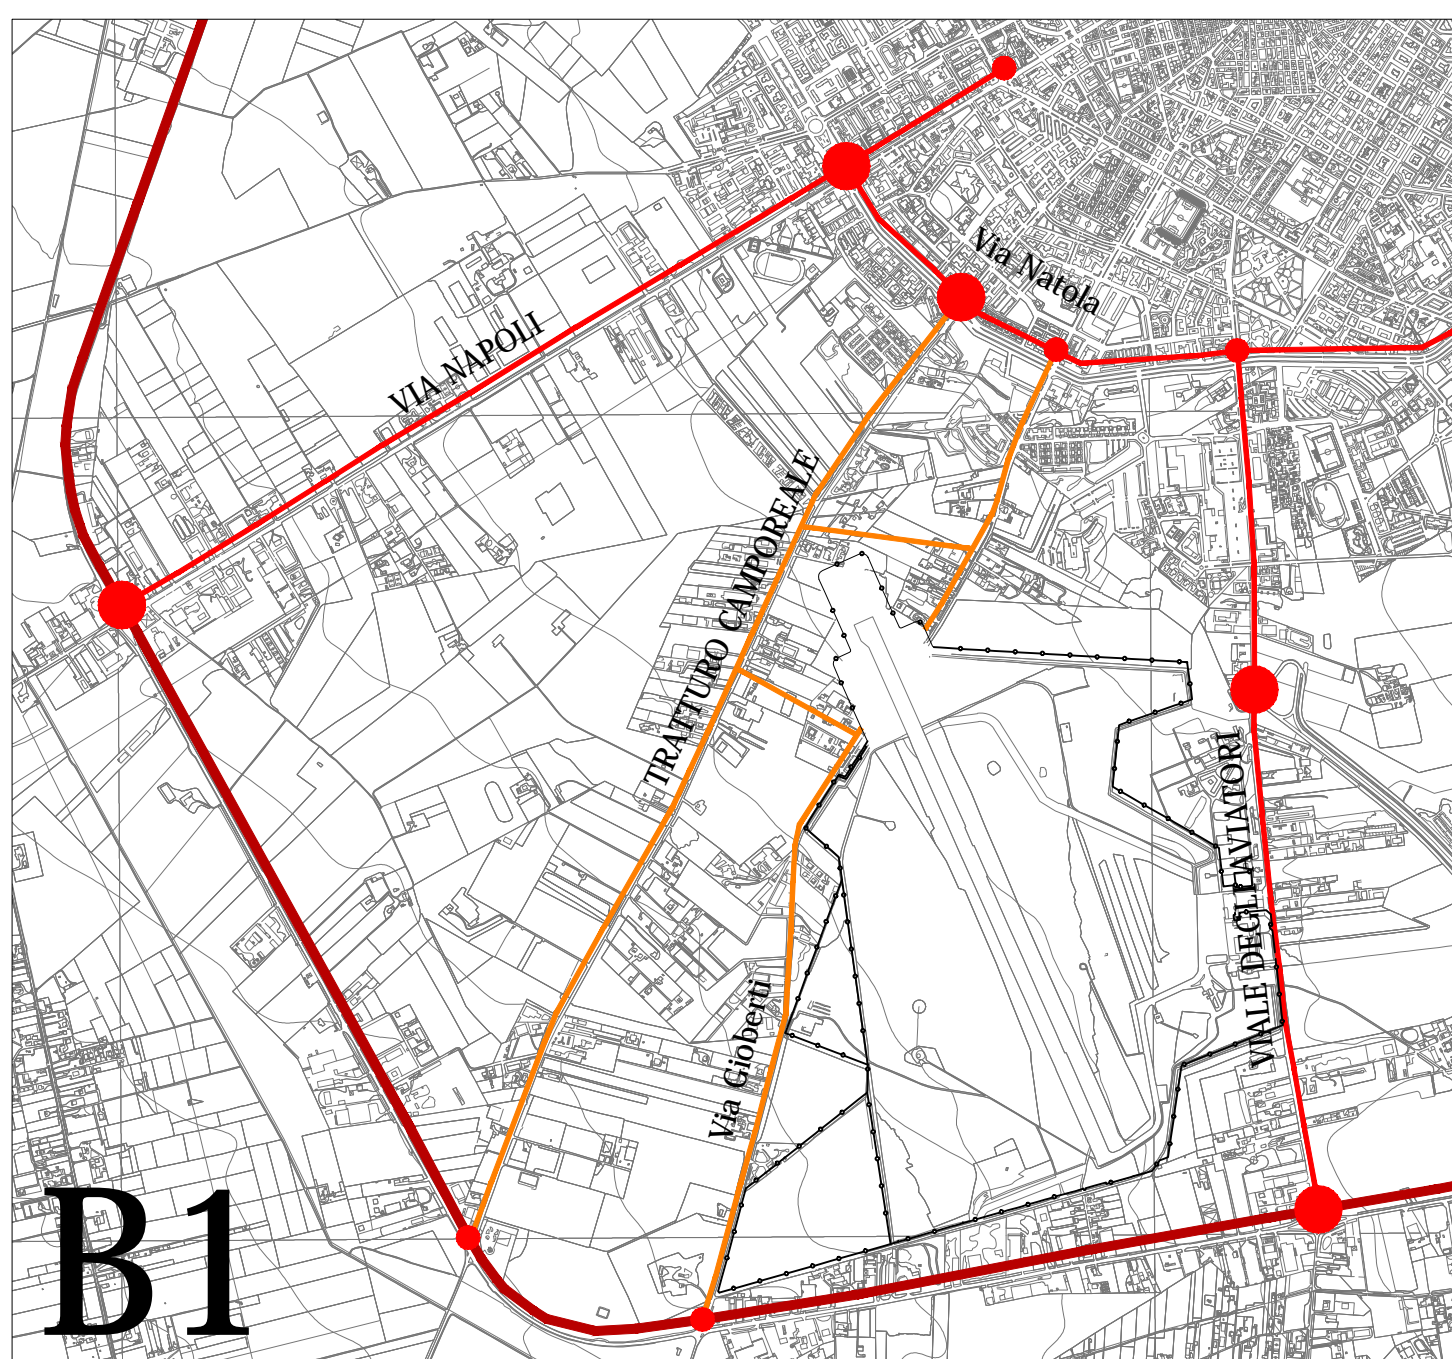 Via Natola
VIA NAPOLI
TRATTURO CAMPOREALE
VIALE DEGLI AVIATORI
Via Gioberti
B1